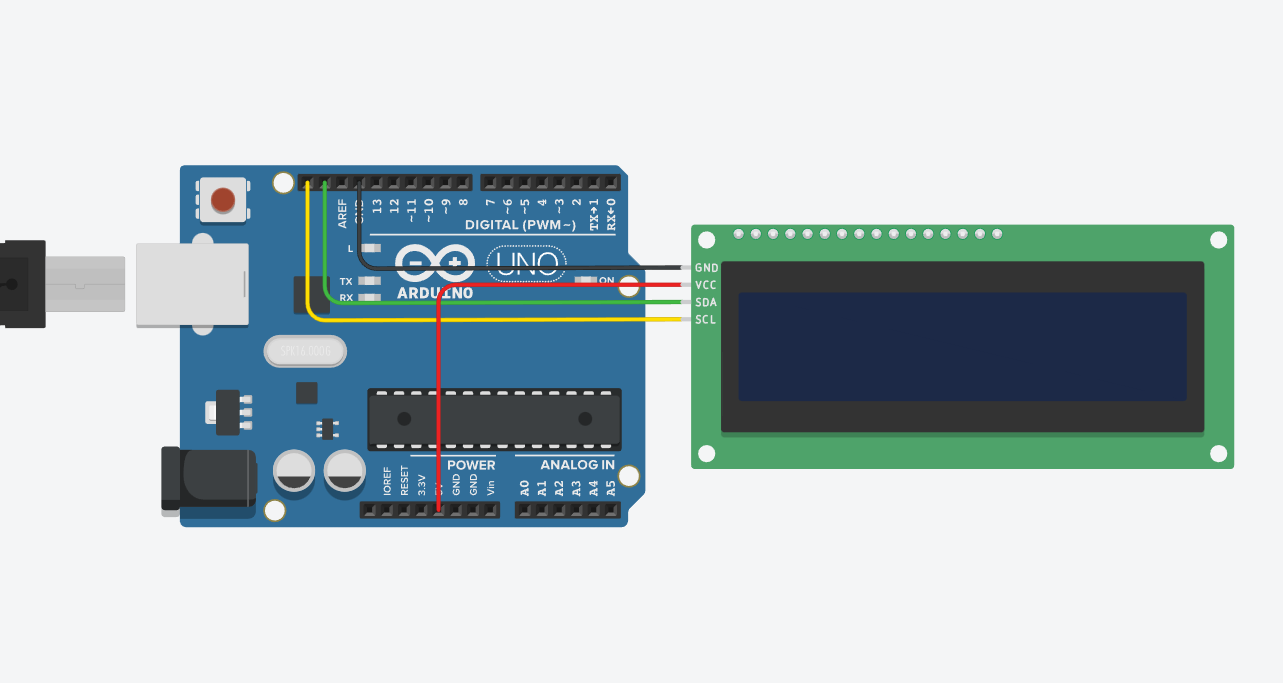 AREF
GND
13
12
~11
~10
~9
8
7
~6
~5
4
~3
2
TX→1
RX←0
DIGITAL (PWM~)
L
UNO
TX
RX
ON
ARDUINO
GND
VCC
SDA
SCL
POWER
ANALOG IN
IOREF
RESET
3.3V
GND
GND
Vin
A0
A1
A2
A3
A4
A5